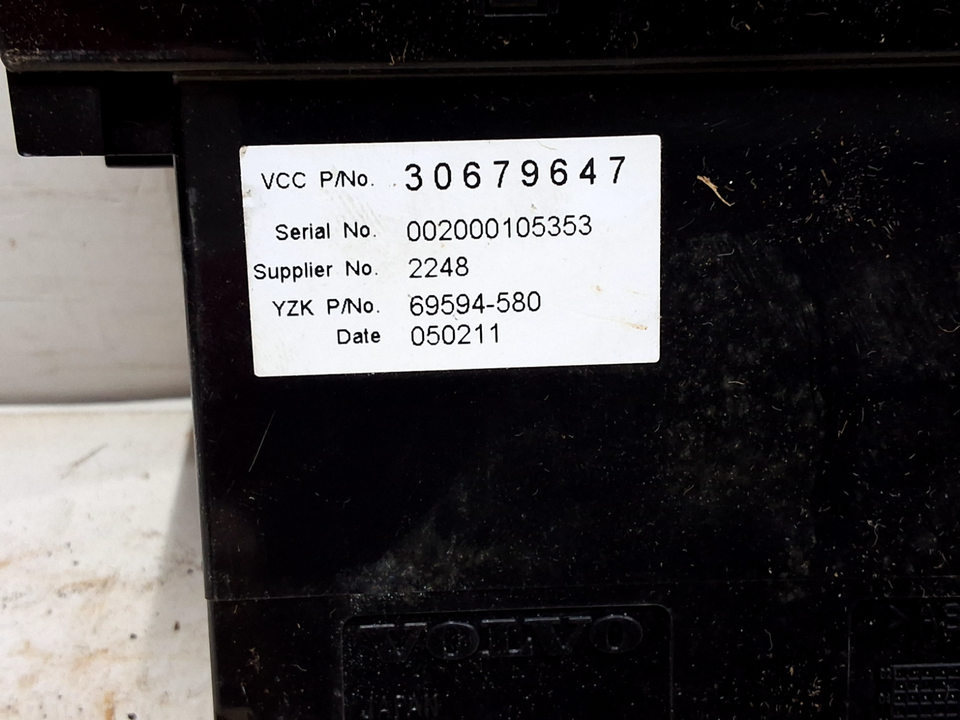 VCC P/No. 30679647
Serial No. 002000105353
Supplier No. 2248
YZK P/No. 69594-580
Date 050211
VOLVO